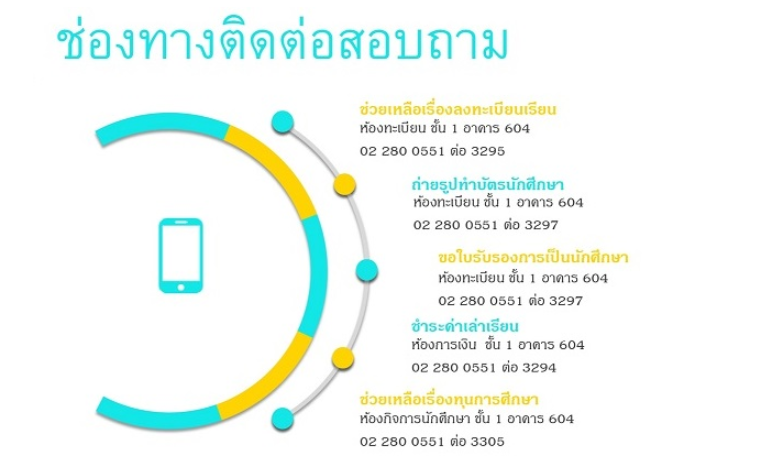 ช่องทางติดต่อสอบถาม
ช่วยเหลือเรื่องลงทะเบียนเรียน
ห้องทะเบียน ชั้น 1 อาคาร 604
02 280 0551 ต่อ 3295
ถ่ายรูปทำบัตรนักศึกษา
ห้องทะเบียน ชั้น 1 อาคาร 604
02 280 0551 ต่อ 3297
ขอใบรับรองการเป็นนักศึกษา
ห้องทะเบียน ชั้น 1 อาคาร 604
02 280 0551 ต่อ 3297
ชำระค่าเล่าเรียน
ห้องการเงิน ชั้น 1 อาคาร 604
02 280 0551 ต่อ 3294
ช่วยเหลือเรื่องทุนการศึกษา
ห้องกิจการนักศึกษา ชั้น 1 อาคาร 604
02 280 0551 ต่อ 3305